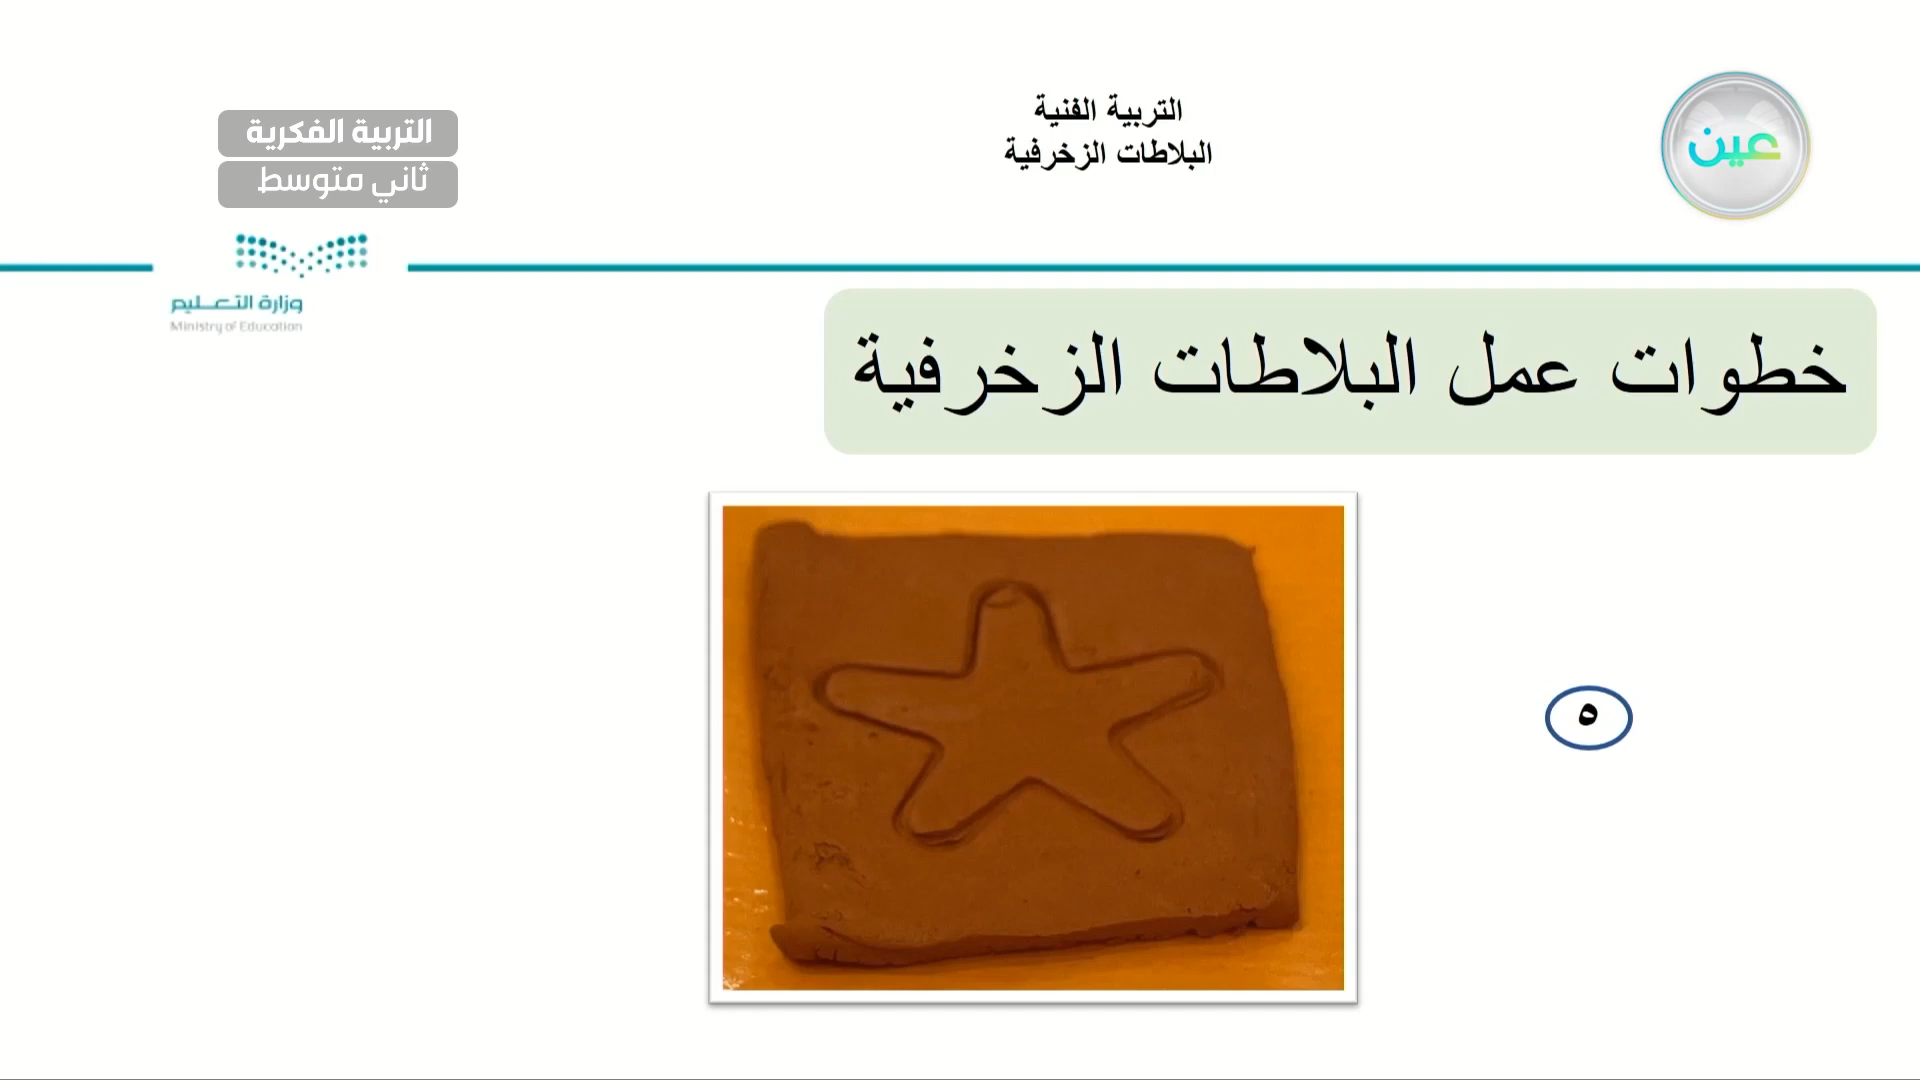 التربية الفنية
البلاطات الزخرفية
عين
التربية الفكرية
ثاني متوسط
وزارة التعليم
Ministry of Education
خطوات عمل البلاطات الزخرفية
٥